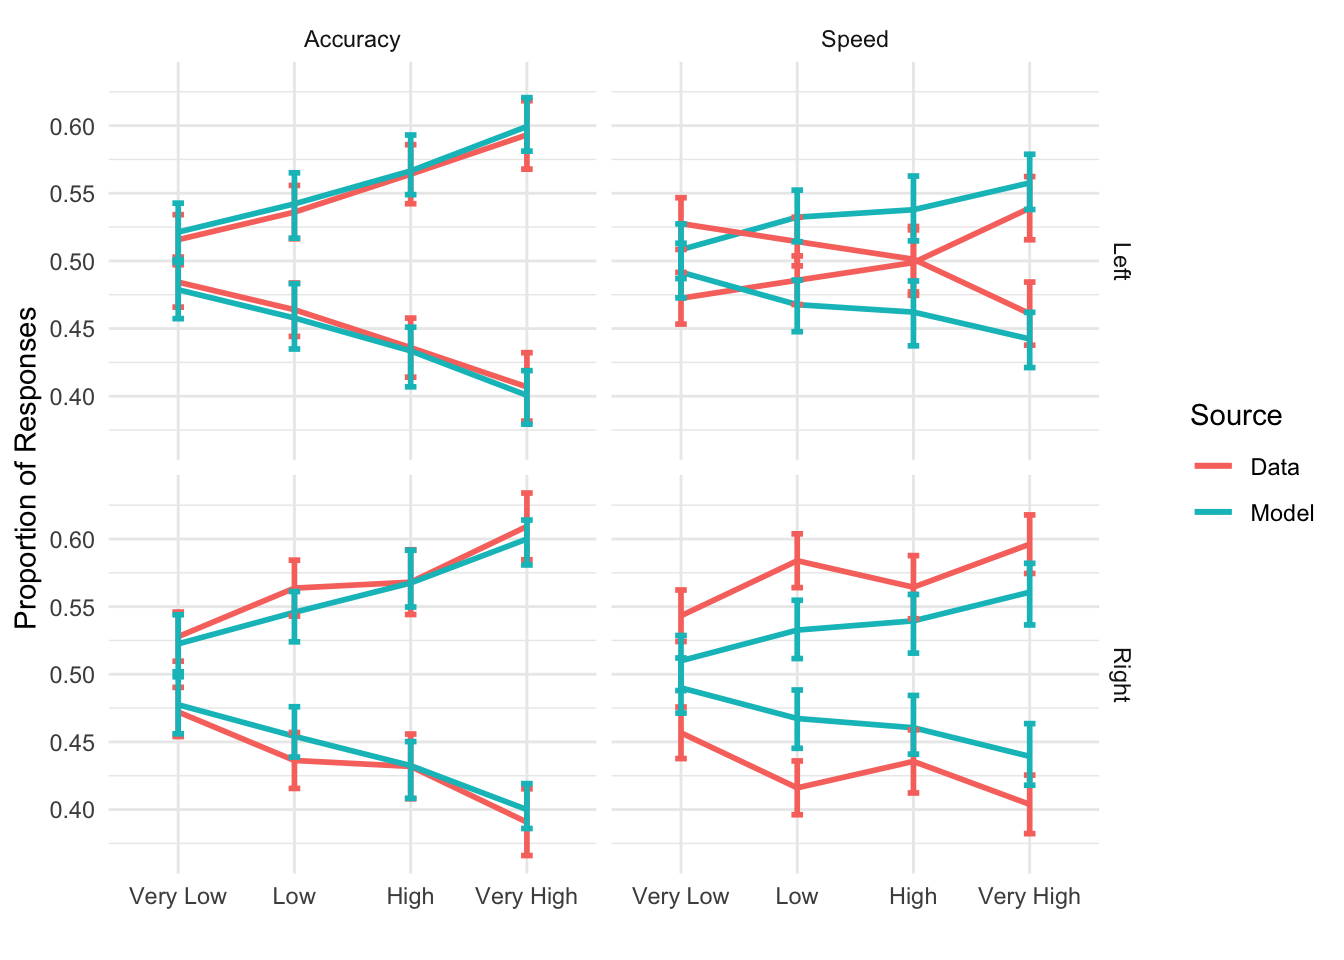 Accuracy
Speed
0.60
0.55
0.50
0.45
0.40
Left
0.60
0.55
0.50
0.45
0.40
Right
Proportion of Responses
Very Low
Low
High
Very High
Very Low
Low
High
Very High
Source
Data
Model